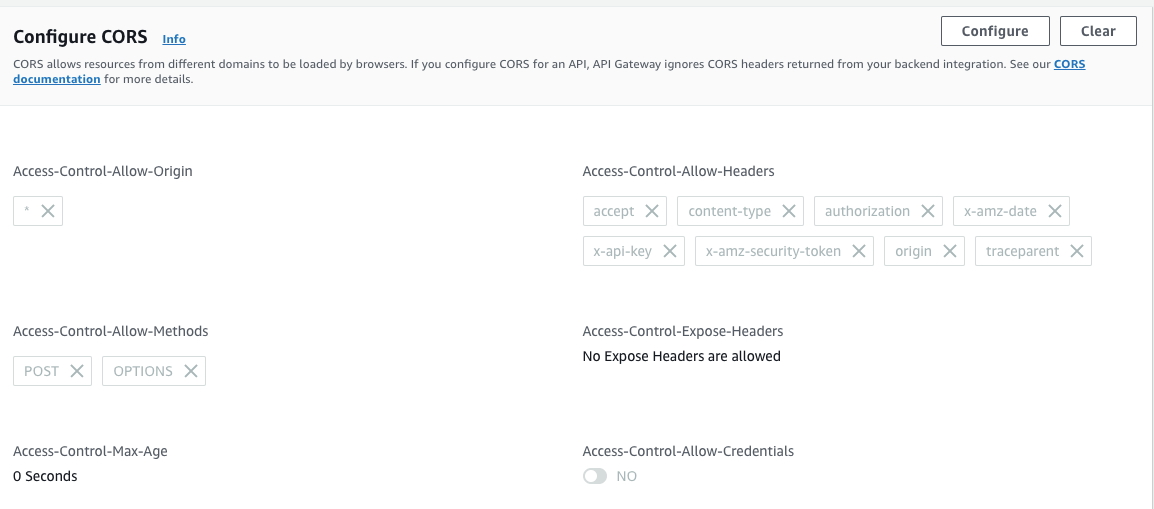 Configure CORS Info
Configure
Clear
CORS allows resources from different domains to be loaded by browsers. If you configure CORS for an API, API Gateway ignores CORS headers returned from your backend integration. See our CORS
documentation for more details.
Access-Control-Allow-Origin
*
Access-Control-Allow-Headers
accept content-type authorization x-amz-date
x-api-key x-amz-security-token origin traceparent
Access-Control-Allow-Methods
POST OPTIONS
Access-Control-Expose-Headers
No Expose Headers are allowed
Access-Control-Max-Age
0 Seconds
Access-Control-Allow-Credentials
NO